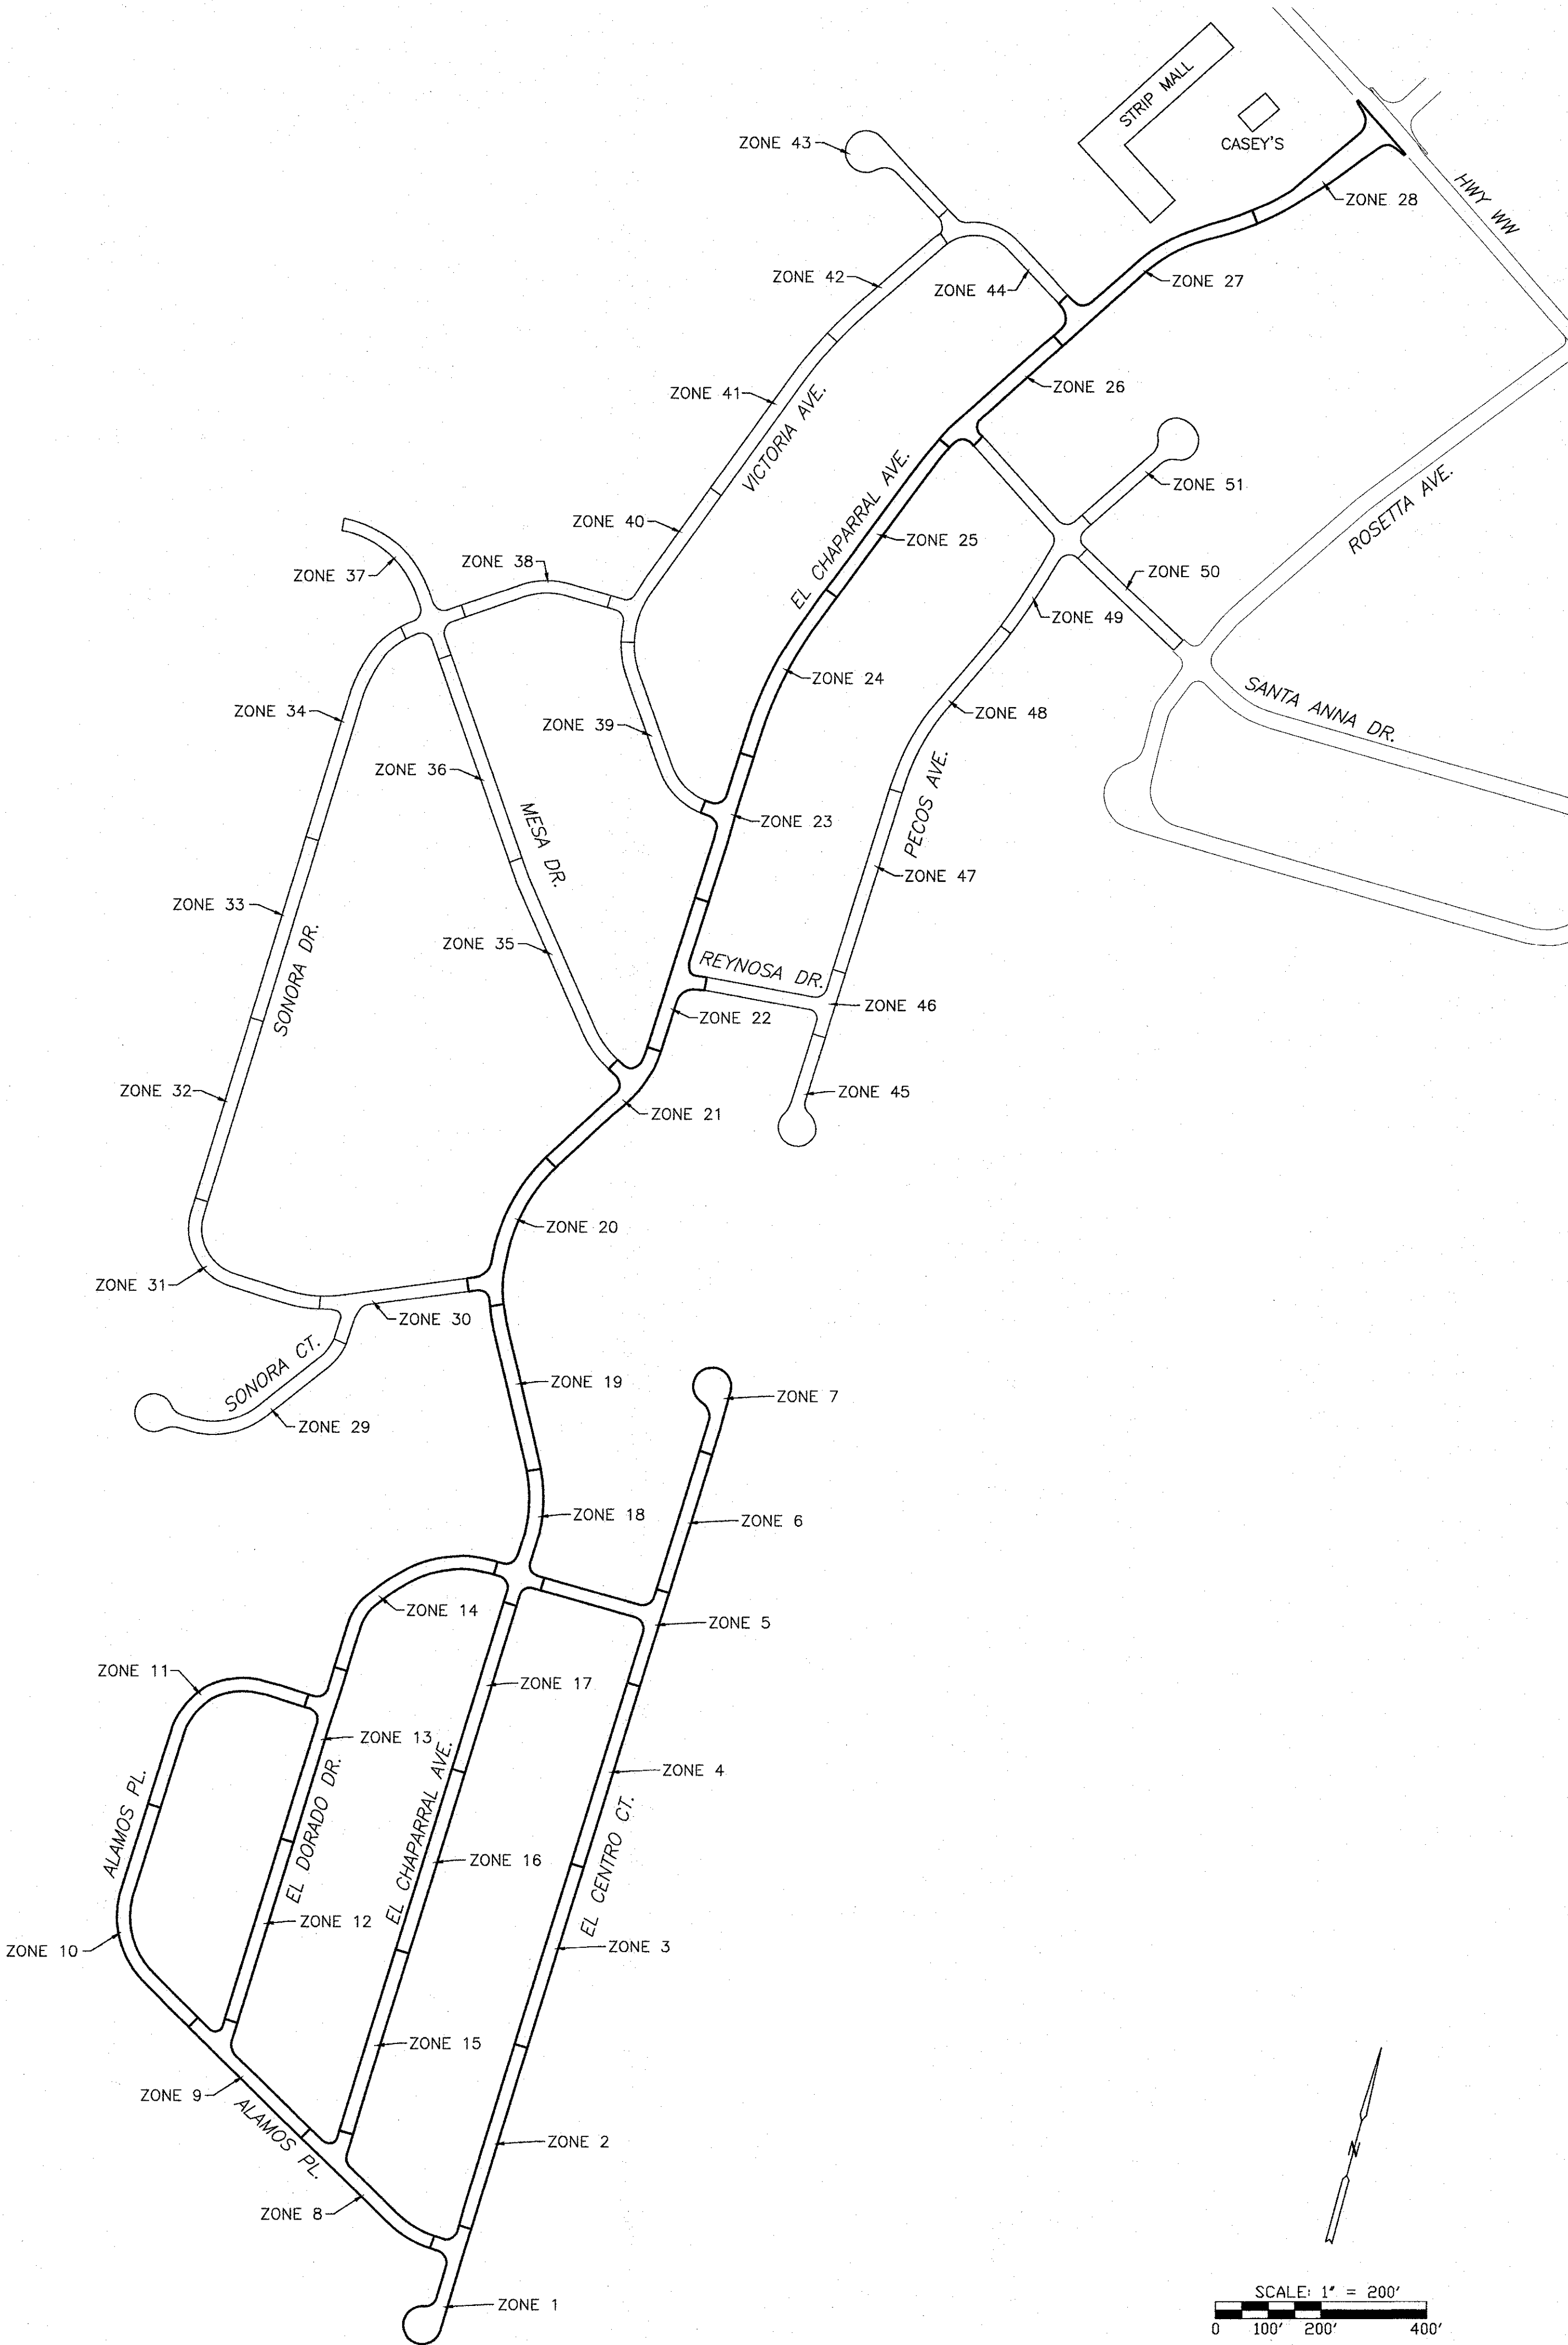 STRIP MALL
CASEY'S
HWY WW
ZONE 43
ZONE 28
ZONE 42
ZONE 44
ZONE 27
ZONE 41
VICTORIA AVE.
ZONE 26
EL CHAPARRAL AVE.
ZONE 51
ROSETTA AVE.
ZONE 40
ZONE 25
ZONE 38
ZONE 37
ZONE 50
ZONE 49
ZONE 24
SANTA ANNA DR.
ZONE 34
ZONE 39
ZONE 48
ZONE 36
MESA DR.
PECOS AVE.
ZONE 23
ZONE 47
ZONE 33
SONORA DR.
ZONE 35
REYNOSA DR.
ZONE 46
ZONE 22
ZONE 32
ZONE 45
ZONE 21
ZONE 20
ZONE 31
ZONE 30
SONORA CT.
ZONE 19
ZONE 7
ZONE 29
ZONE 18
ZONE 6
ZONE 14
ZONE 5
ZONE 11
ZONE 17
ZONE 13
ALAMOS PL.
EL DORADO DR.
EL CHAPARRAL AVE.
ZONE 4
EL CENTRO CT.
ZONE 16
ZONE 12
ZONE 10
ZONE 3
ZONE 15
ZONE 9
ALAMOS PL.
ZONE 2
N
ZONE 8
ZONE 1
SCALE: 1" = 200'
0 100' 200' 400'